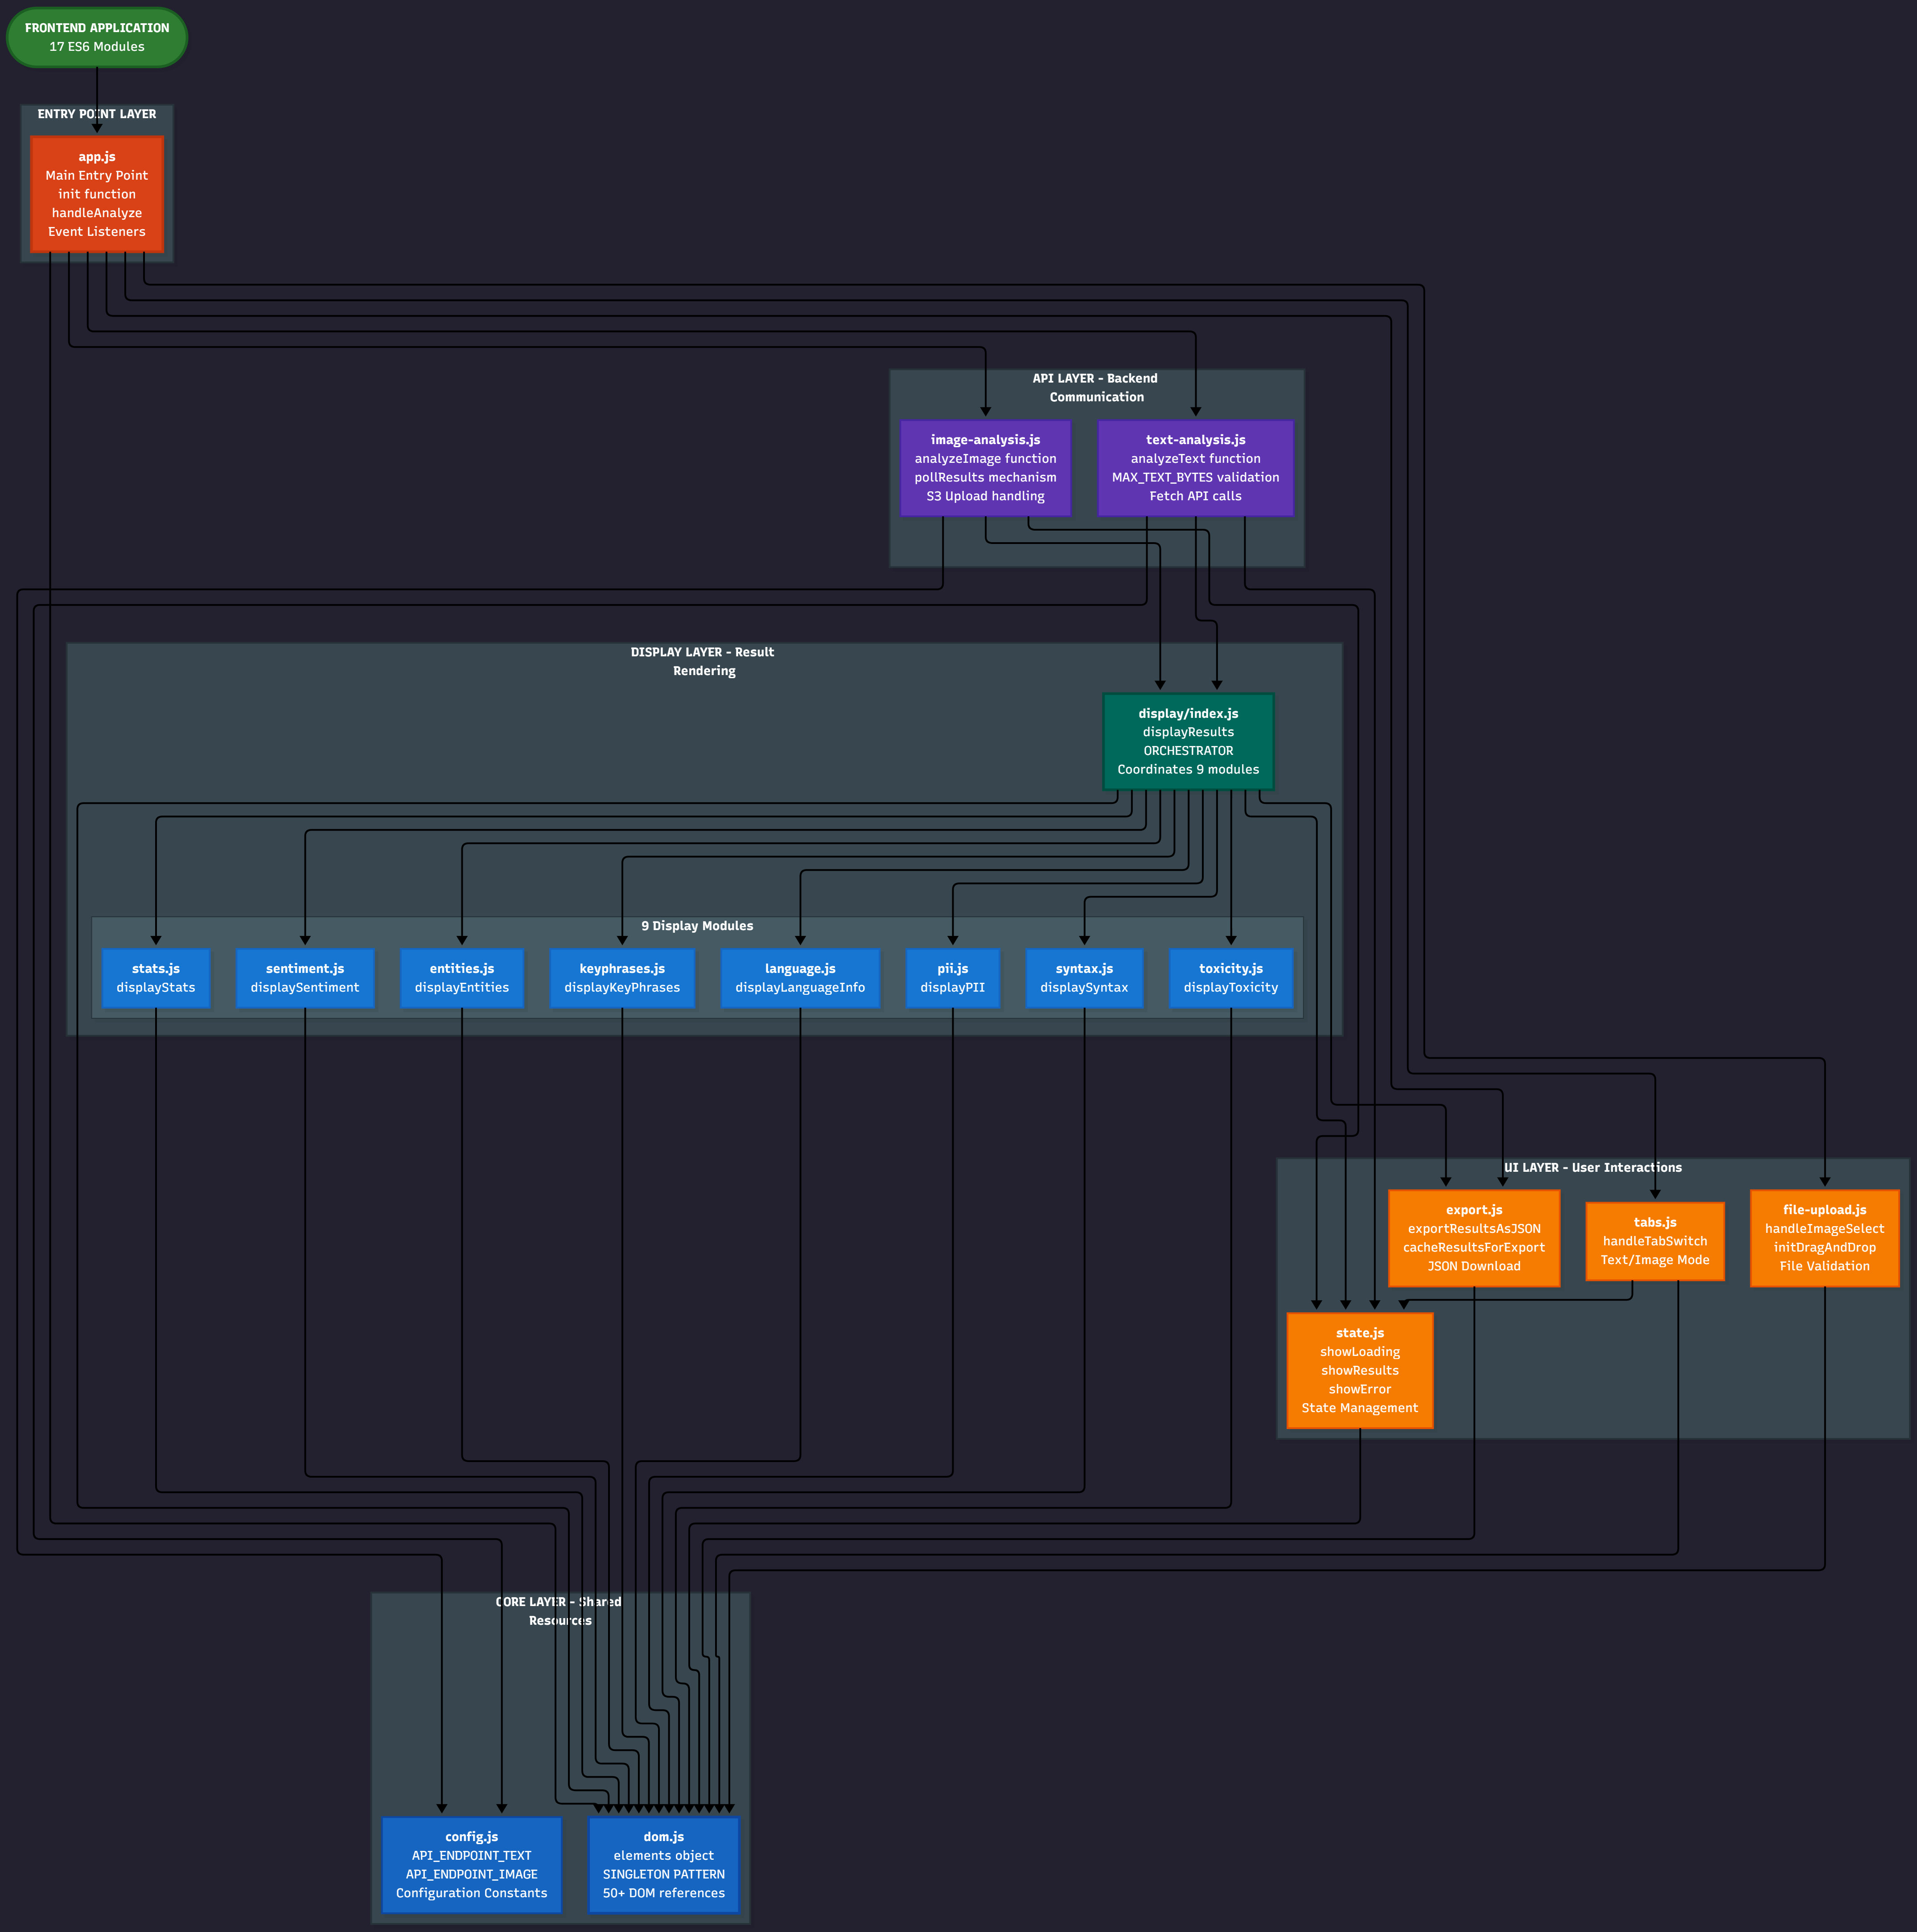 FRONTEND APPLICATION
17 ES6 Modules
ENTRY POINT LAYER
app.js
Main Entry Point
init function
handleAnalyze
Event Listeners
API LAYER - Backend
Communication
image-analysis.js
analyzeImage function
pollResults mechanism
S3 Upload handling
text-analysis.js
analyzeText function
MAX_TEXT_BYTES validation
Fetch API calls
DISPLAY LAYER - Result
Rendering
display/index.js
displayResults
ORCHESTRATOR
Coordinates 9 modules
9 Display Modules
stats.js
displayStats
sentiment.js
displaySentiment
entities.js
displayEntities
keyphrases.js
displayKeyPhrases
language.js
displayLanguageInfo
pii.js
displayPII
syntax.js
displaySyntax
toxicity.js
displayToxicity
UI LAYER - User Interactions
export.js
exportResultsAsJSON
cacheResultsForExport
JSON Download
tabs.js
handleTabSwitch
Text/Image Mode
file-upload.js
handleImageSelect
initDragAndDrop
File Validation
state.js
showLoading
showResults
showError
State Management
CORE LAYER - Shared
Resources
config.js
API_ENDPOINT_TEXT
API_ENDPOINT_IMAGE
Configuration Constants
dom.js
elements object
SINGLETON PATTERN
50+ DOM references